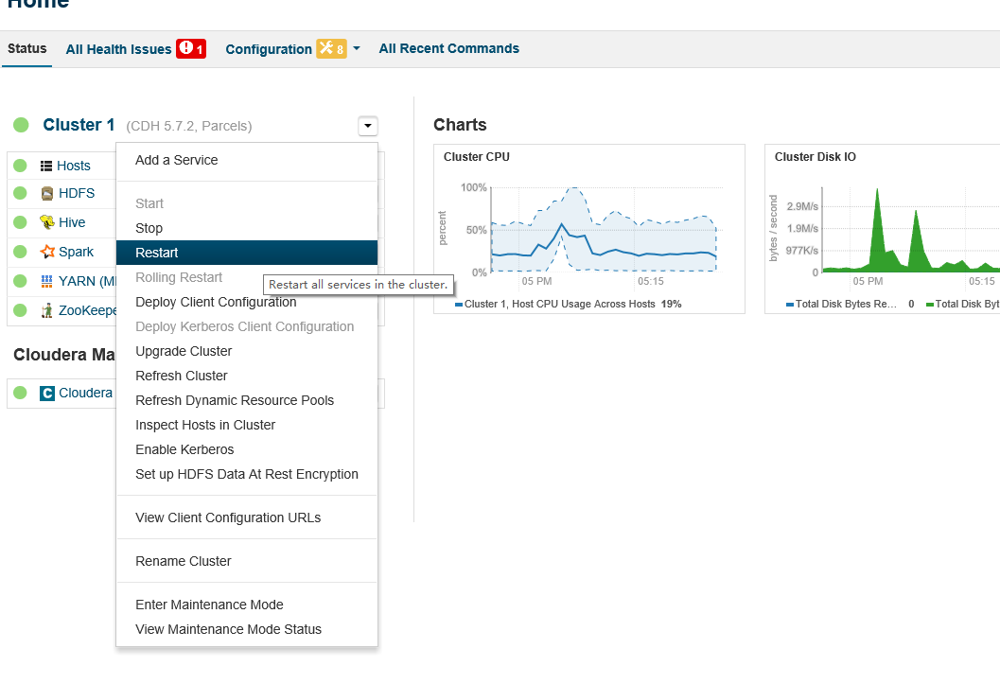 Home
Status All Health Issues 1 Configuration 8 All Recent Commands
Cluster 1 (CDH 5.7.2, Parcels)
Hosts
HDFS
Hive
Spark
YARN (M
ZooKeepe
Cloudera Ma
Cloudera
Add a Service
Start
Stop
Restart
Rolling Restart
Restart all services in the cluster.
Deploy Client Configuration
Deploy Kerberos Client Configuration
Upgrade Cluster
Refresh Cluster
Refresh Dynamic Resource Pools
Inspect Hosts in Cluster
Enable Kerberos
Set up HDFS Data At Rest Encryption
View Client Configuration URLs
Rename Cluster
Enter Maintenance Mode
View Maintenance Mode Status
Charts
Cluster CPU
percent
100%
50%
0%
05 PM 05:15
Cluster 1, Host CPU Usage Across Hosts 19%
Cluster Disk IO
bytes / second
2.9M/s
1.9M/s
977K/s
0
05 PM 05:15
Total Disk Bytes Re... 0 Total Disk Byt